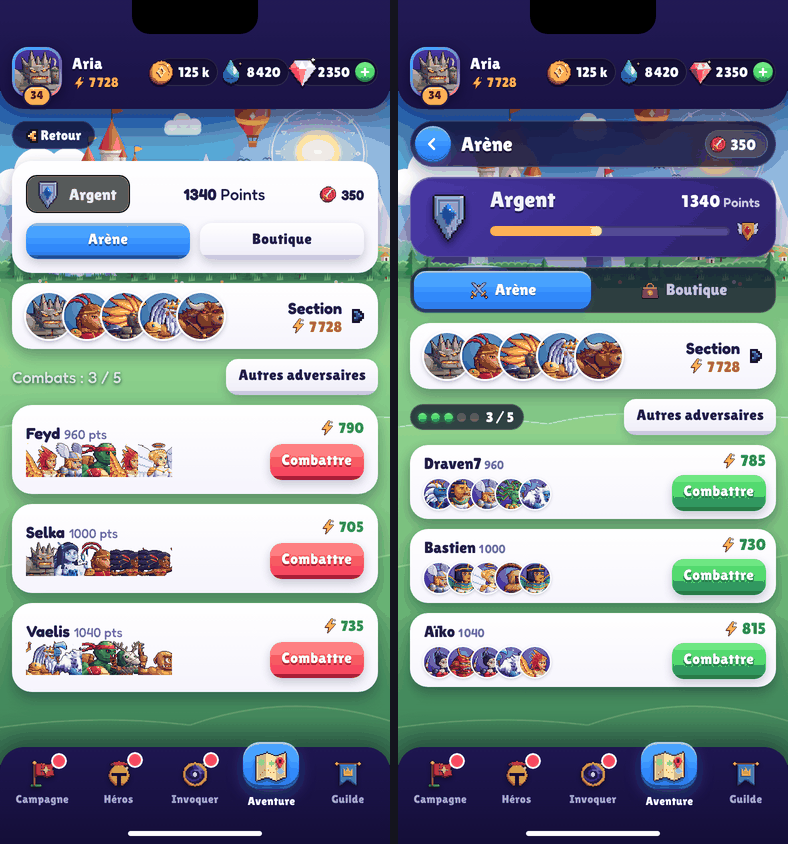 Aria
7728
125 k
8420
2350
34
Retour
Argent
1340 Points
350
Arène
Boutique
Section
7728
Combats : 3 / 5
Autres adversaires
Feyd 960 pts
790
Combattre
Selka 1000 pts
705
Combattre
Vaelis 1040 pts
735
Combattre
Campagne
Héros
Invoquer
Aventure
Guilde
Aria
7728
125 k
8420
2350
34
Arène
350
Argent
1340 Points
Arène
Boutique
Section
7728
3 / 5
Autres adversaires
Draven7 960
785
Combattre
Bastien 1000
730
Combattre
Aïko 1040
815
Combattre
Campagne
Héros
Invoquer
Aventure
Guilde